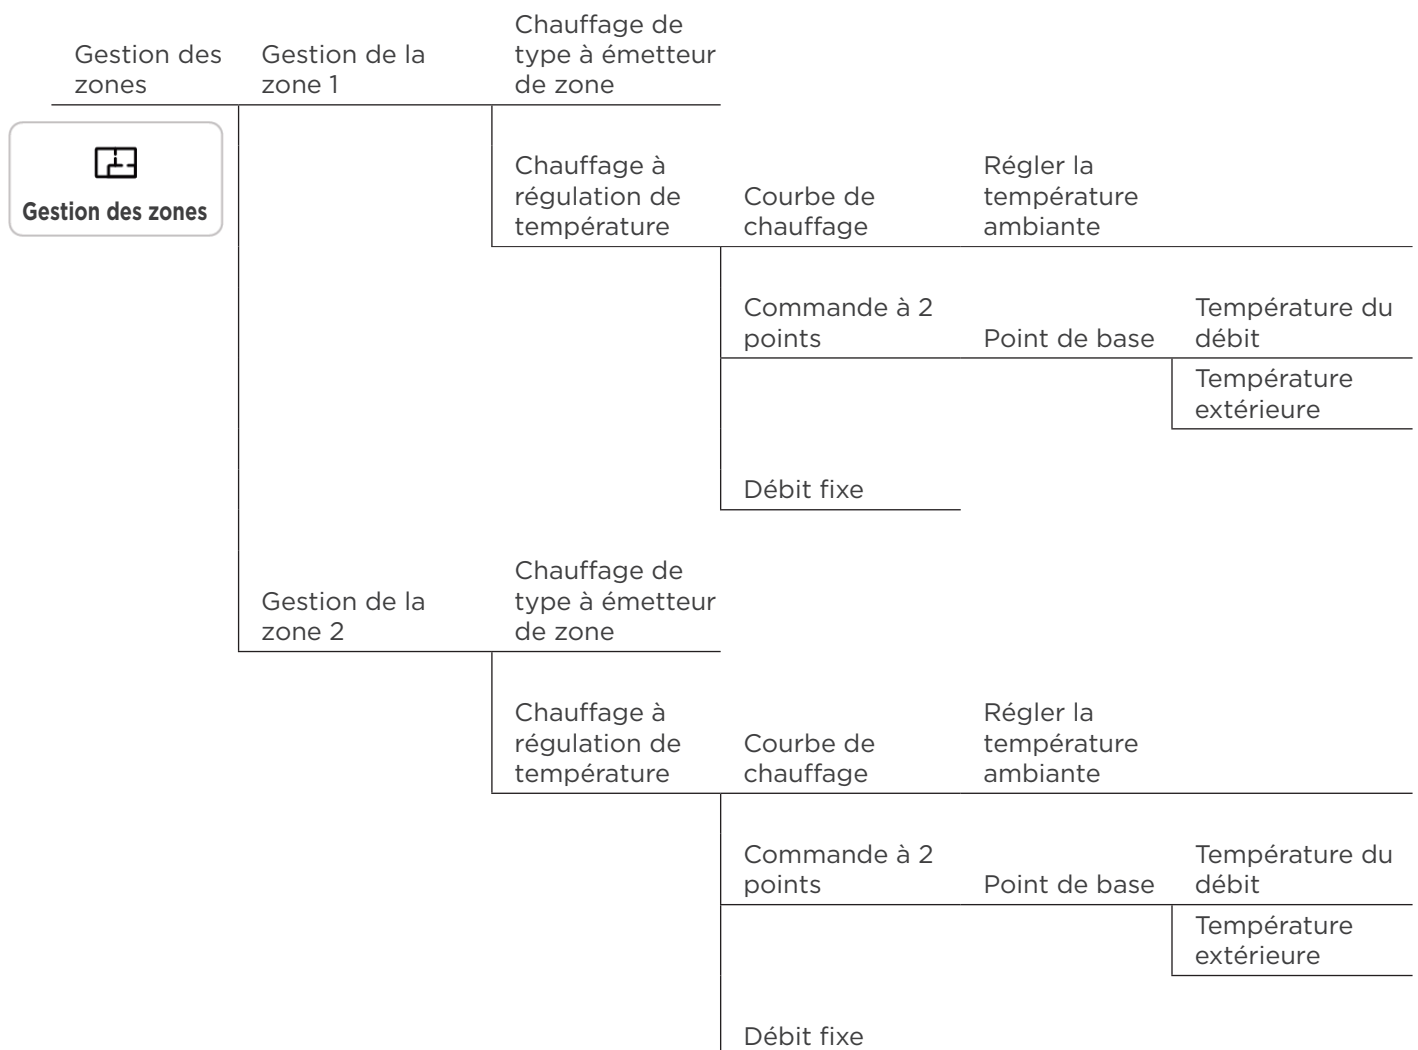 Gestion des
zones
Gestion de la
zone 1
Chauffage de
type à émetteur
de zone
Gestion des zones
Chauffage à
régulation de
température
Courbe de
chauffage
Régler la
température
ambiante
Commande à 2
points
Point de base
Température du
débit
Température
extérieure
Débit fixe
Gestion de la
zone 2
Chauffage de
type à émetteur
de zone
Chauffage à
régulation de
température
Courbe de
chauffage
Régler la
température
ambiante
Commande à 2
points
Point de base
Température du
débit
Température
extérieure
Débit fixe